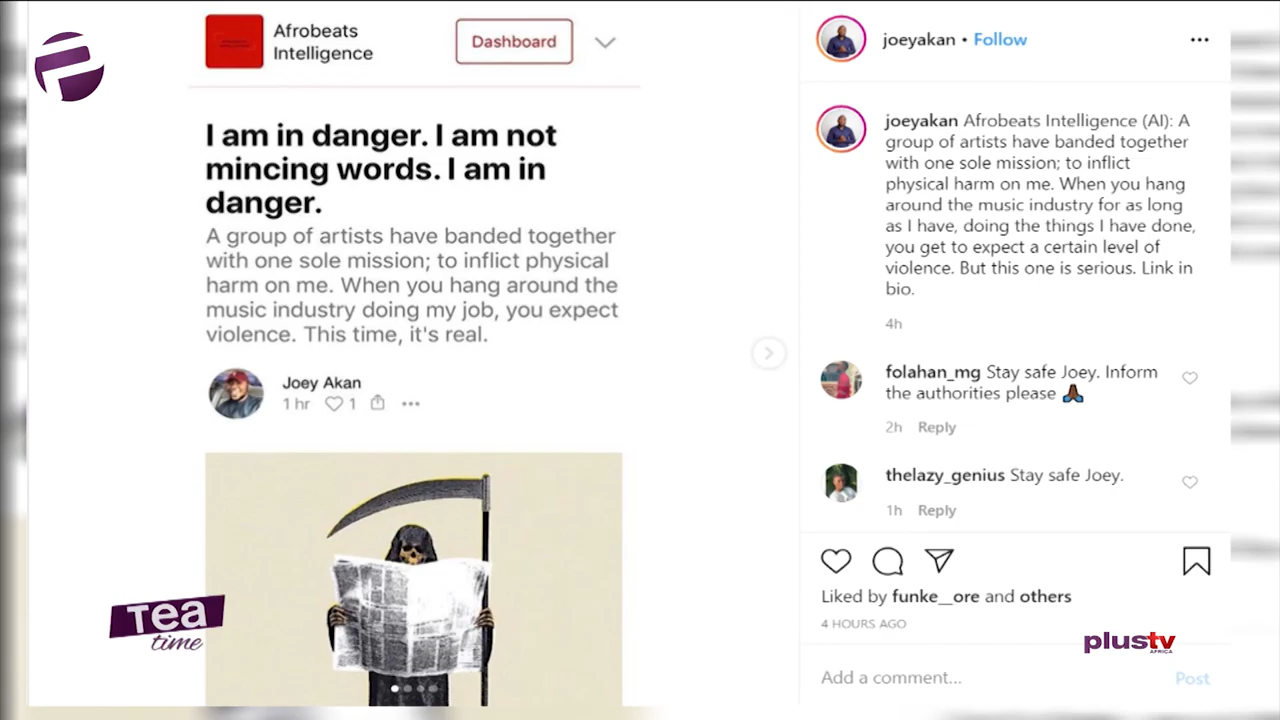 Afrobeats
Intelligence
Dashboard
I am in danger. I am not
mincing words. I am in
danger.
A group of artists have banded together
with one sole mission; to inflict physical
harm on me. When you hang around the
music industry doing my job, you expect
violence. This time, it's real.
Joey Akan
1 hr 1
Tea
time
joeyakan • Follow
joeyakan Afrobeats Intelligence (AI): A
group of artists have banded together
with one sole mission; to inflict
physical harm on me. When you hang
around the music industry for as long
as I have, doing the things I have done,
you get to expect a certain level of
violence. But this one is serious. Link in
bio.
4h
folahan_mg Stay safe Joey. Inform
the authorities please 🙏🏾
2h Reply
thelazy_genius Stay safe Joey.
1h Reply
Liked by funke__ore and others
4 HOURS AGO
plustv
AFRICA
Add a comment...
Post